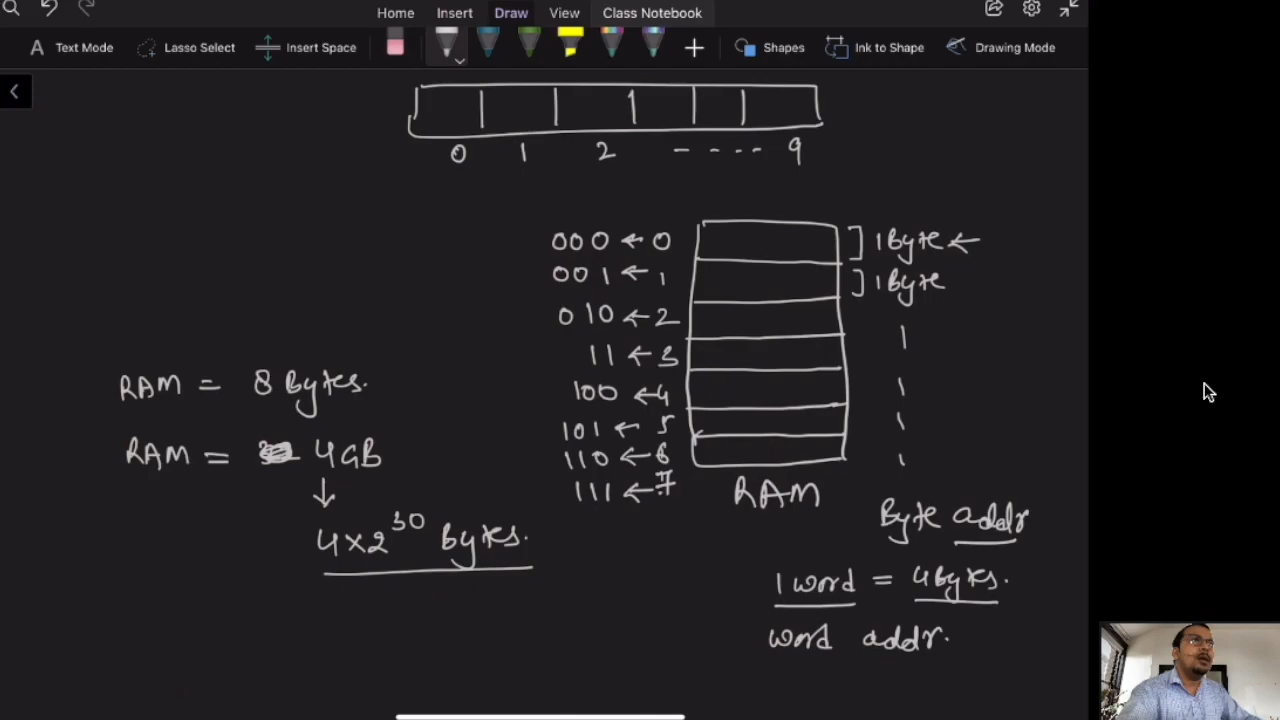 Home Insert Draw View Class Notebook
Text Mode Lasso Select Insert Space Shapes Ink to Shape Drawing Mode
0 1 2 - - - - 9
000 ← 0 ] 1 Byte ←
001 ← 1 ] 1 Byte
010 ← 2
11 ← 3
100 ← 4
101 ← 5
110 ← 6
111 ← 7
RAM
RAM = 8 Bytes.
RAM = 4GB
↓
4×2^30 Bytes.
Byte addr
1 word = 4 Bytes.
word addr.